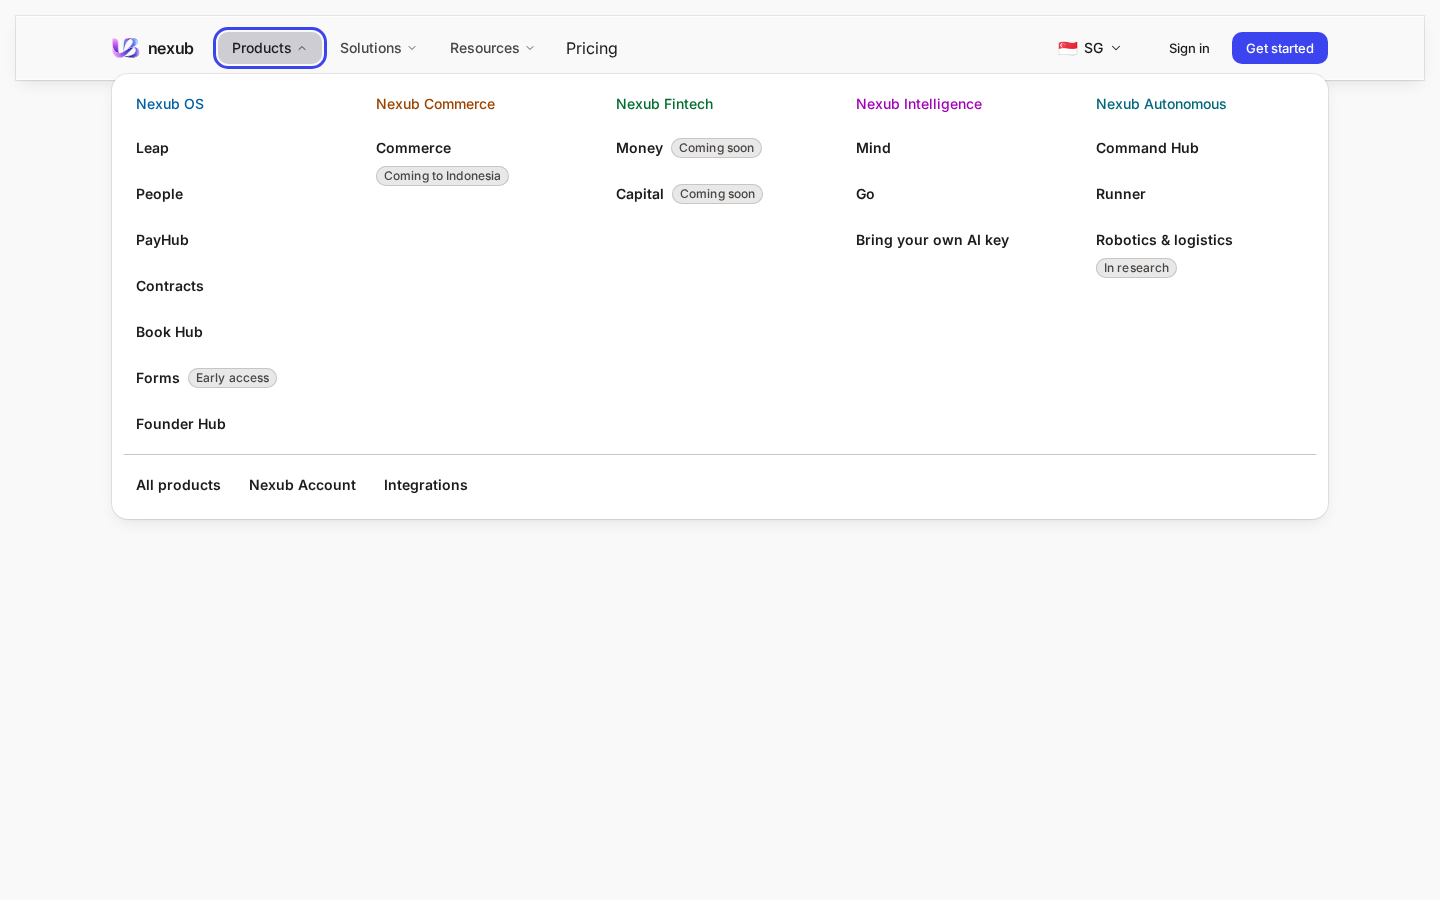 nexub
Products
Solutions
Resources
Pricing
SG
Sign in
Get started
Nexub OS
Leap
People
PayHub
Contracts
Book Hub
Forms Early access
Founder Hub
Nexub Commerce
Commerce
Coming to Indonesia
Nexub Fintech
Money Coming soon
Capital Coming soon
Nexub Intelligence
Mind
Go
Bring your own AI key
Nexub Autonomous
Command Hub
Runner
Robotics & logistics
In research
All products
Nexub Account
Integrations